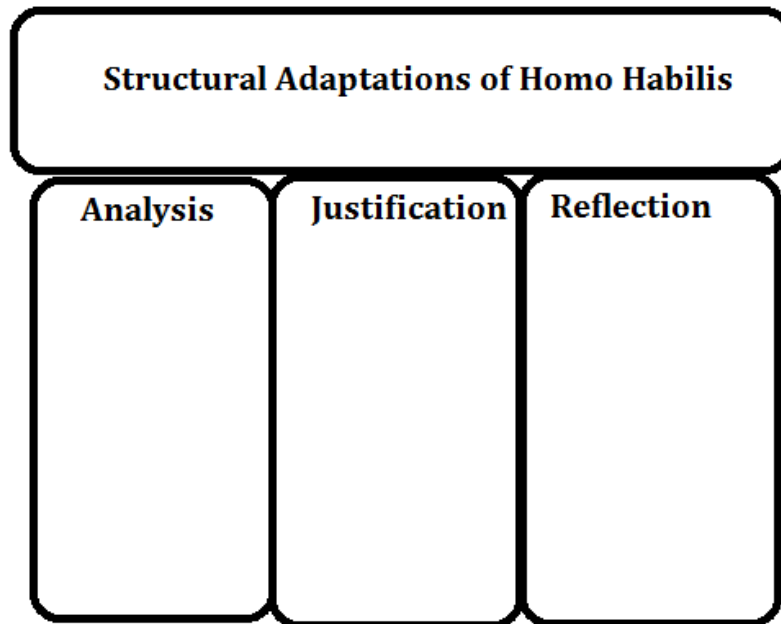 Structural Adaptations of Homo Habilis
Analysis
Justification
Reflection